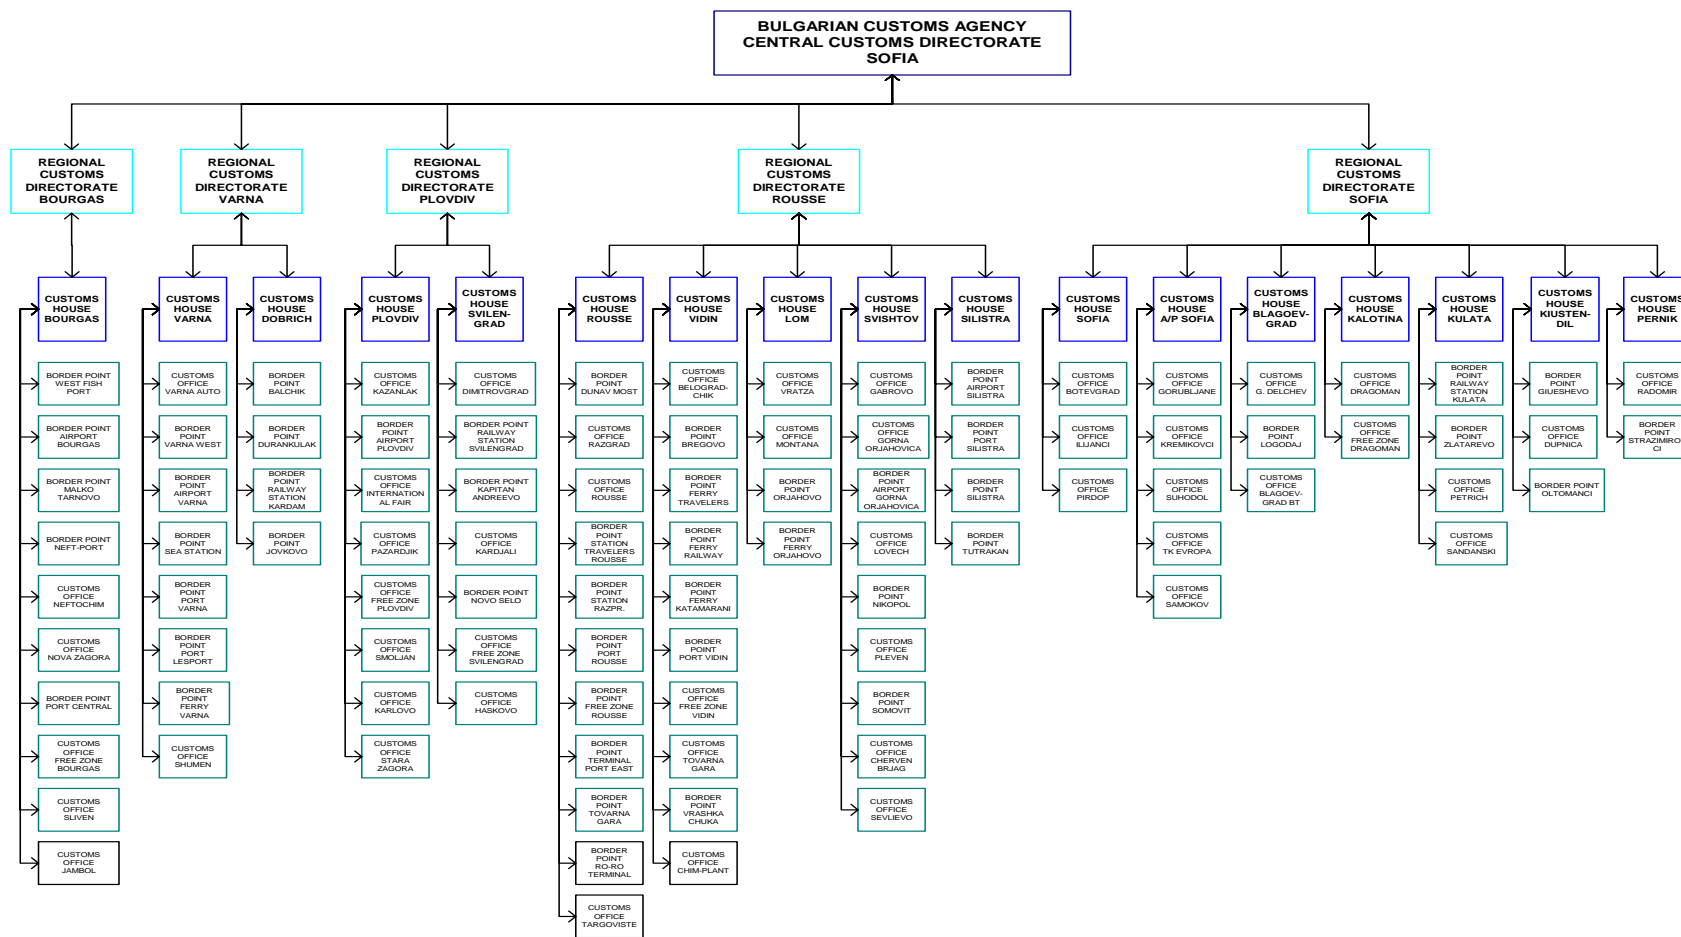 BULGARIAN CUSTOMS AGENCY
CENTRAL CUSTOMS DIRECTORATE
SOFIA
REGIONAL
CUSTOMS
DIRECTORATE
BOURGAS
REGIONAL
CUSTOMS
DIRECTORATE
VARNA
REGIONAL
CUSTOMS
DIRECTORATE
PLOVDIV
REGIONAL
CUSTOMS
DIRECTORATE
ROUSSE
REGIONAL
CUSTOMS
DIRECTORATE
SOFIA
CUSTOMS
HOUSE
BOURGAS
BORDER POINT
WEST FISH
PORT
BORDER POINT
AIRPORT
BOURGAS
BORDER POINT
MALKO
TARNOVO
BORDER POINT
NEFT-PORT
CUSTOMS
OFFICE
NEFTOCHIM
CUSTOMS
OFFICE
NOVA ZAGORA
BORDER POINT
PORT CENTRAL
CUSTOMS
OFFICE
FREE ZONE
BOURGAS
CUSTOMS
OFFICE
SLIVEN
CUSTOMS
OFFICE
JAMBOL
CUSTOMS
HOUSE
VARNA
CUSTOMS
OFFICE
VARNA AUTO
BORDER
POINT
VARNA WEST
BORDER
POINT
AIRPORT
VARNA
BORDER
POINT
SEA STATION
BORDER
POINT
PORT
VARNA
BORDER
POINT
PORT
LESPORT
BORDER
POINT
FERRY
VARNA
CUSTOMS
OFFICE
SHUMEN
CUSTOMS
HOUSE
DOBRICH
BORDER
POINT
BALCHIK
BORDER
POINT
DURANKULAK
BORDER
POINT
RAILWAY
STATION
KARDAM
BORDER
POINT
JOVKOVO
CUSTOMS
HOUSE
PLOVDIV
CUSTOMS
OFFICE
KAZANLAK
BORDER
POINT
AIRPORT
PLOVDIV
CUSTOMS
OFFICE
INTERNATION
AL FAIR
CUSTOMS
OFFICE
PAZARDJIK
CUSTOMS
OFFICE
FREE ZONE
PLOVDIV
CUSTOMS
OFFICE
SMOLJAN
CUSTOMS
OFFICE
KARLOVO
CUSTOMS
OFFICE
STARA
ZAGORA
CUSTOMS
HOUSE
SVILEN-
GRAD
CUSTOMS
OFFICE
DIMITROVGRAD
BORDER POINT
RAILWAY
STATION
SVILENGRAD
BORDER POINT
KAPITAN
ANDREEVO
CUSTOMS
OFFICE
KARDJALI
BORDER POINT
NOVO SELO
CUSTOMS
OFFICE
FREE ZONE
SVILENGRAD
CUSTOMS
OFFICE
HASKOVO
CUSTOMS
HOUSE
ROUSSE
BORDER
POINT
DUNAV MOST
CUSTOMS
OFFICE
RAZGRAD
CUSTOMS
OFFICE
ROUSSE
BORDER
POINT
STATION
TRAVELERS
ROUSSE
BORDER
POINT
STATION
RAZPR.
BORDER
POINT
PORT
ROUSSE
BORDER
POINT
FREE ZONE
ROUSSE
BORDER
POINT
TERMINAL
PORT EAST
BORDER
POINT
TOVARNA
GARA
BORDER
POINT
RO-RO
TERMINAL
CUSTOMS
OFFICE
TARGOVISTE
CUSTOMS
HOUSE
VIDIN
CUSTOMS
OFFICE
BELOGRAD-
CHIK
BORDER
POINT
BREGOVO
BORDER
POINT
FERRY
TRAVELERS
BORDER
POINT
FERRY
RAILWAY
BORDER
POINT
FERRY
KATAMARANI
BORDER
POINT
PORT VIDIN
CUSTOMS
OFFICE
FREE ZONE
VIDIN
CUSTOMS
OFFICE
TOVARNA
GARA
BORDER
POINT
VRASHKA
CHUKA
CUSTOMS
OFFICE
CHIM-PLANT
CUSTOMS
HOUSE
LOM
CUSTOMS
OFFICE
VRATZA
CUSTOMS
OFFICE
MONTANA
BORDER
POINT
ORJAHOVO
BORDER
POINT
FERRY
ORJAHOVO
CUSTOMS
HOUSE
SVISHTOV
CUSTOMS
OFFICE
GABROVO
CUSTOMS
OFFICE
GORNA
ORJAHOVICA
BORDER
POINT
AIRPORT
GORNA
ORJAHOVICA
CUSTOMS
OFFICE
LOVECH
BORDER
POINT
NIKOPOL
CUSTOMS
OFFICE
PLEVEN
BORDER
POINT
SOMOVIT
CUSTOMS
OFFICE
CHERVEN
BRJAG
CUSTOMS
OFFICE
SEVLIEVO
CUSTOMS
HOUSE
SILISTRA
BORDER
POINT
AIRPORT
SILISTRA
BORDER
POINT
PORT
SILISTRA
BORDER
POINT
SILISTRA
BORDER
POINT
TUTRAKAN
CUSTOMS
HOUSE
SOFIA
CUSTOMS
OFFICE
BOTEVGRAD
CUSTOMS
OFFICE
ILIJANCI
CUSTOMS
OFFICE
PIRDOP
CUSTOMS
HOUSE
A/P SOFIA
CUSTOMS
OFFICE
GORUBLJANE
CUSTOMS
OFFICE
KREMIKOVCI
CUSTOMS
OFFICE
SUHODOL
CUSTOMS
OFFICE
TK EVROPA
CUSTOMS
OFFICE
SAMOKOV
CUSTOMS
HOUSE
BLAGOEV-
GRAD
CUSTOMS
OFFICE
G. DELCHEV
BORDER
POINT
LOGODAJ
CUSTOMS
OFFICE
BLAGOEV-
GRAD BT
CUSTOMS
HOUSE
KALOTINA
CUSTOMS
OFFICE
DRAGOMAN
CUSTOMS
OFFICE
FREE ZONE
DRAGOMAN
CUSTOMS
HOUSE
KULATA
BORDER
POINT
RAILWAY
STATION
KULATA
BORDER
POINT
ZLATAREVO
CUSTOMS
OFFICE
PETRICH
CUSTOMS
OFFICE
SANDANSKI
CUSTOMS
HOUSE
KIUSTEN-
DIL
BORDER
POINT
GIUESHEVO
CUSTOMS
OFFICE
DUPNICA
BORDER POINT
OLTOMANCI
CUSTOMS
HOUSE
PERNIK
CUSTOMS
OFFICE
RADOMIR
BORDER
POINT
STRAZIMIROV
CI